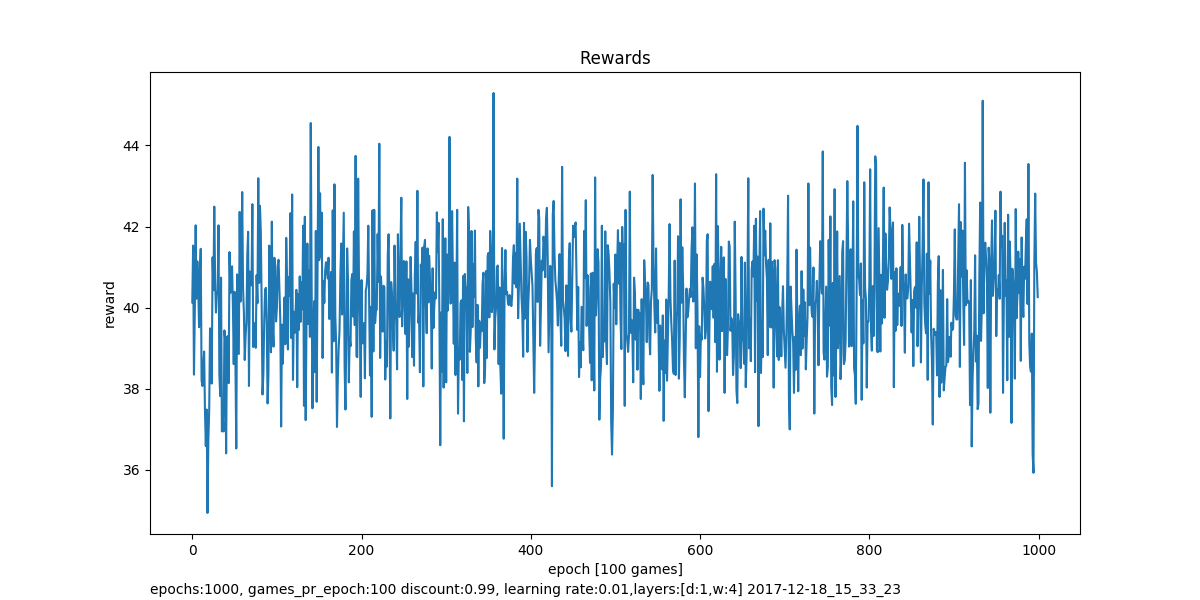 Rewards
44
42
40
38
36
reward
0 200 400 600 800 1000
epoch [100 games]
epochs:1000, games_pr_epoch:100 discount:0.99, learning rate:0.01,layers:[d:1,w:4] 2017-12-18_15_33_23